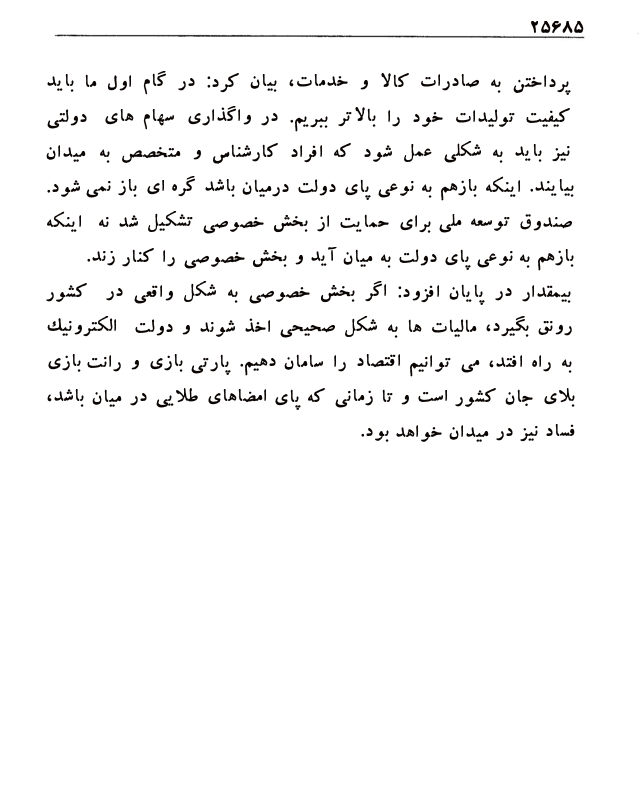 ۲۵۶۸۵
پرداختن به صادرات کالا و خدمات، بیان کرد: در گام اول ما باید
کیفیت تولیدات خود را بالاتر ببریم. در واگذاری سهام های دولتی
نیز باید به شکلی عمل شود که افراد کارشناس و متخصص به میدان
بیایند. اینکه بازهم به نوعی پای دولت درمیان باشد گره ای باز نمی شود.
صندوق توسعه ملی برای حمایت از بخش خصوصی تشکیل شد نه اینکه
بازهم به نوعی پای دولت به میان آید و بخش خصوصی را کنار زند.
بیمقدار در پایان افزود: اگر بخش خصوصی به شکل واقعی در کشور
رونق بگیرد، مالیات ها به شکل صحیحی اخذ شوند و دولت الکترونیك
به راه افتد، می توانیم اقتصاد را سامان دهیم. پارتی بازی و رانت بازی
بلای جان کشور است و تا زمانی که پای امضاهای طلایی در میان باشد،
فساد نیز در میدان خواهد بود.